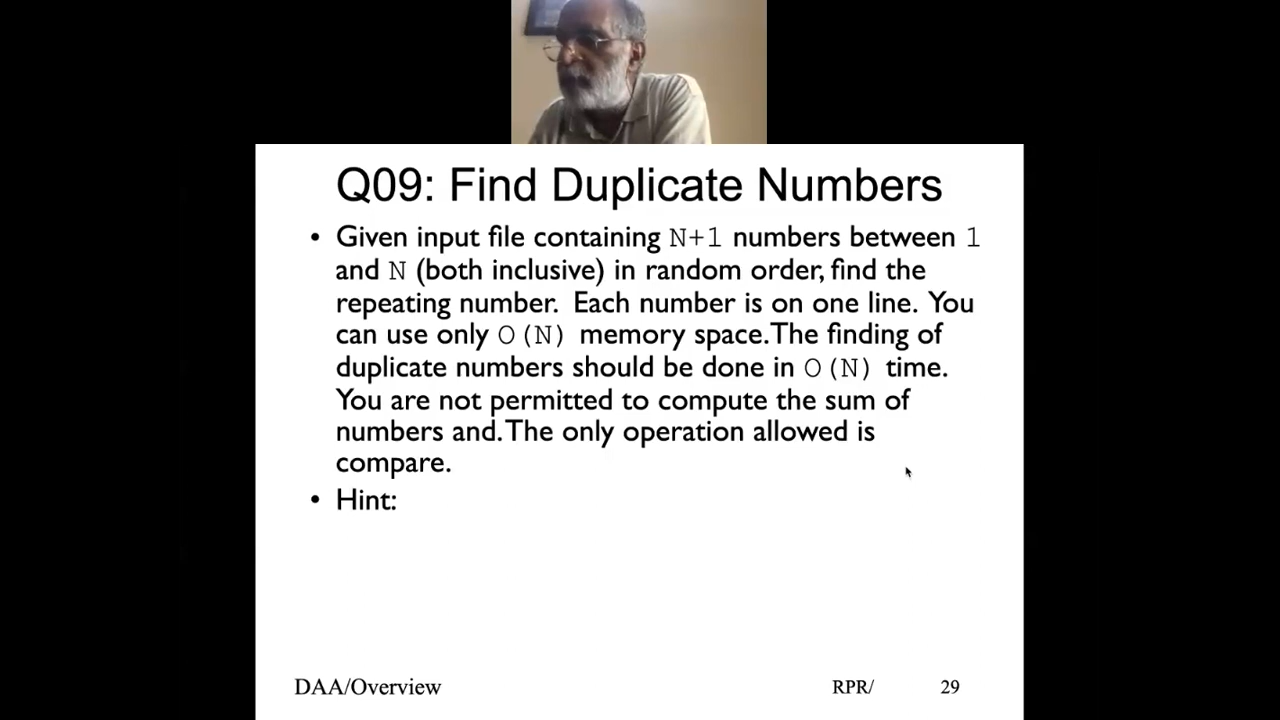 Q09: Find Duplicate Numbers
• Given input file containing N+1 numbers between 1
and N (both inclusive) in random order, find the
repeating number. Each number is on one line. You
can use only O(N) memory space. The finding of
duplicate numbers should be done in O(N) time.
You are not permitted to compute the sum of
numbers and. The only operation allowed is
compare.
• Hint:
DAA/Overview RPR/ 29